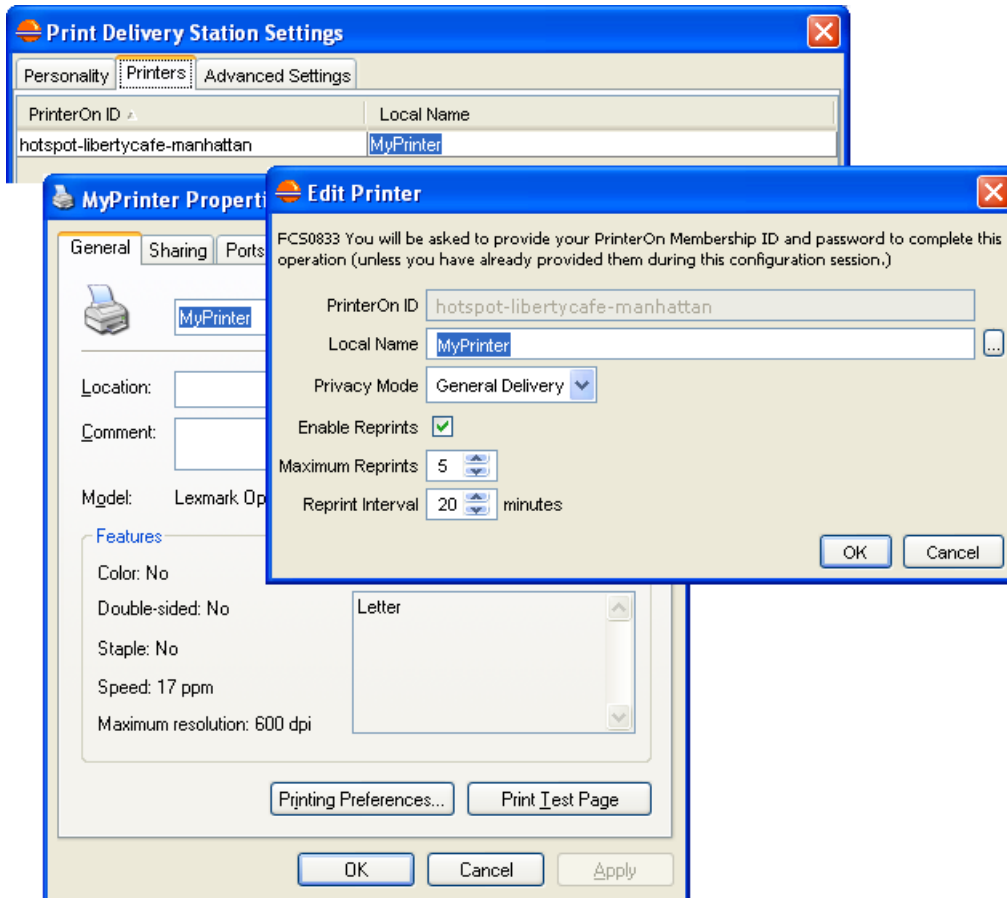 Print Delivery Station Settings
Personality Printers Advanced Settings
PrinterOn ID Local Name
hotspot-libertycafe-manhattan MyPrinter
Edit Printer
FCS0833 You will be asked to provide your PrinterOn Membership ID and password to complete this
operation (unless you have already provided them during this configuration session.)
PrinterOn ID hotspot-libertycafe-manhattan
Local Name MyPrinter ...
Privacy Mode General Delivery
Enable Reprints
Maximum Reprints 5
Reprint Interval 20 minutes
OK Cancel
MyPrinter Properti
General Sharing Ports
MyPrinter
Location:
Comment:
Model: Lexmark Op
Features
Color: No
Double-sided: No Letter
Staple: No
Speed: 17 ppm
Maximum resolution: 600 dpi
Printing Preferences... Print Test Page
OK Cancel Apply